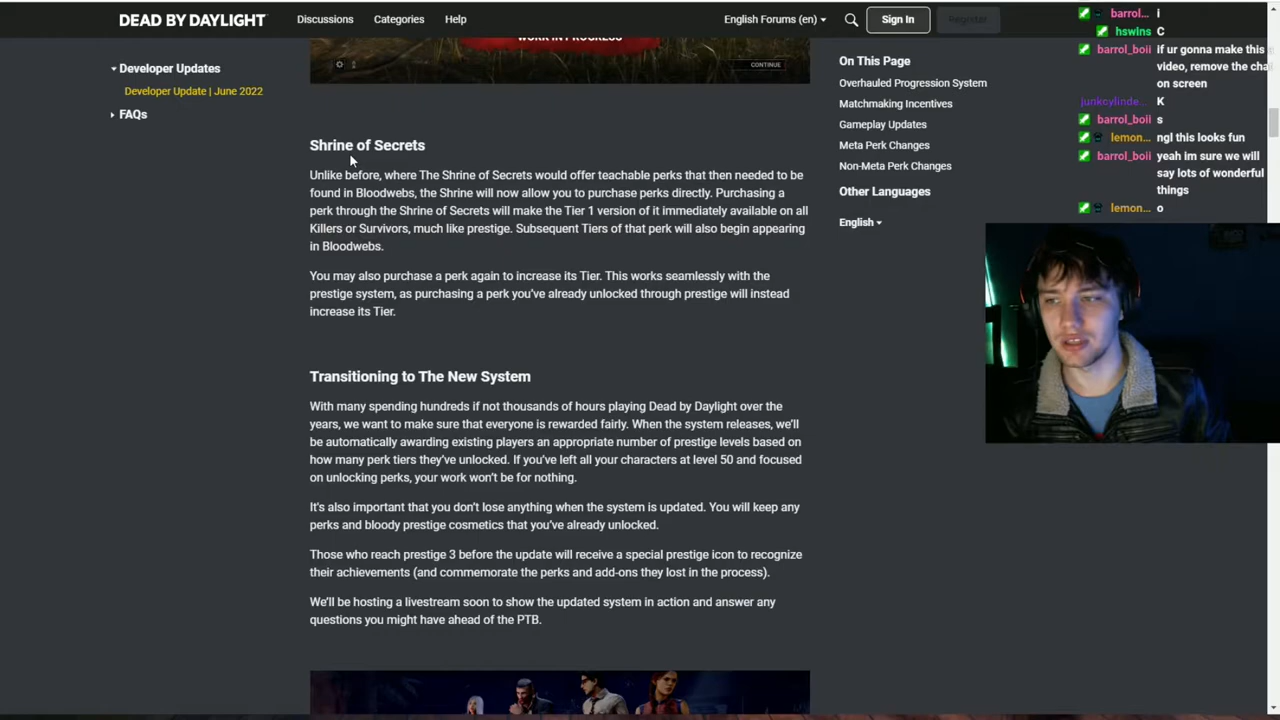 WORK IN PROGRESS
CONTINUE
DEAD BY DAYLIGHT
Discussions
Categories
Help
English Forums (en)
Sign In
Register
Developer Updates
Developer Update | June 2022
FAQs
Shrine of Secrets
Unlike before, where The Shrine of Secrets would offer teachable perks that then needed to be
found in Bloodwebs, the Shrine will now allow you to purchase perks directly. Purchasing a
perk through the Shrine of Secrets will make the Tier 1 version of it immediately available on all
Killers or Survivors, much like prestige. Subsequent Tiers of that perk will also begin appearing
in Bloodwebs.
You may also purchase a perk again to increase its Tier. This works seamlessly with the
prestige system, as purchasing a perk you've already unlocked through prestige will instead
increase its Tier.
Transitioning to The New System
With many spending hundreds if not thousands of hours playing Dead by Daylight over the
years, we want to make sure that everyone is rewarded fairly. When the system releases, we'll
be automatically awarding existing players an appropriate number of prestige levels based on
how many perk tiers they've unlocked. If you've left all your characters at level 50 and focused
on unlocking perks, your work won't be for nothing.
It's also important that you don't lose anything when the system is updated. You will keep any
perks and bloody prestige cosmetics that you've already unlocked.
Those who reach prestige 3 before the update will receive a special prestige icon to recognize
their achievements (and commemorate the perks and add-ons they lost in the process).
We'll be hosting a livestream soon to show the updated system in action and answer any
questions you might have ahead of the PTB.
On This Page
Overhauled Progression System
Matchmaking Incentives
Gameplay Updates
Meta Perk Changes
Non-Meta Perk Changes
Other Languages
English
barrol... i
hswins C
barrol_boii if ur gonna make this
video, remove the cha
on screen
junkcylinde... K
barrol_boii s
lemon... ngl this looks fun
barrol_boii yeah im sure we will
say lots of wonderful
things
lemon... o